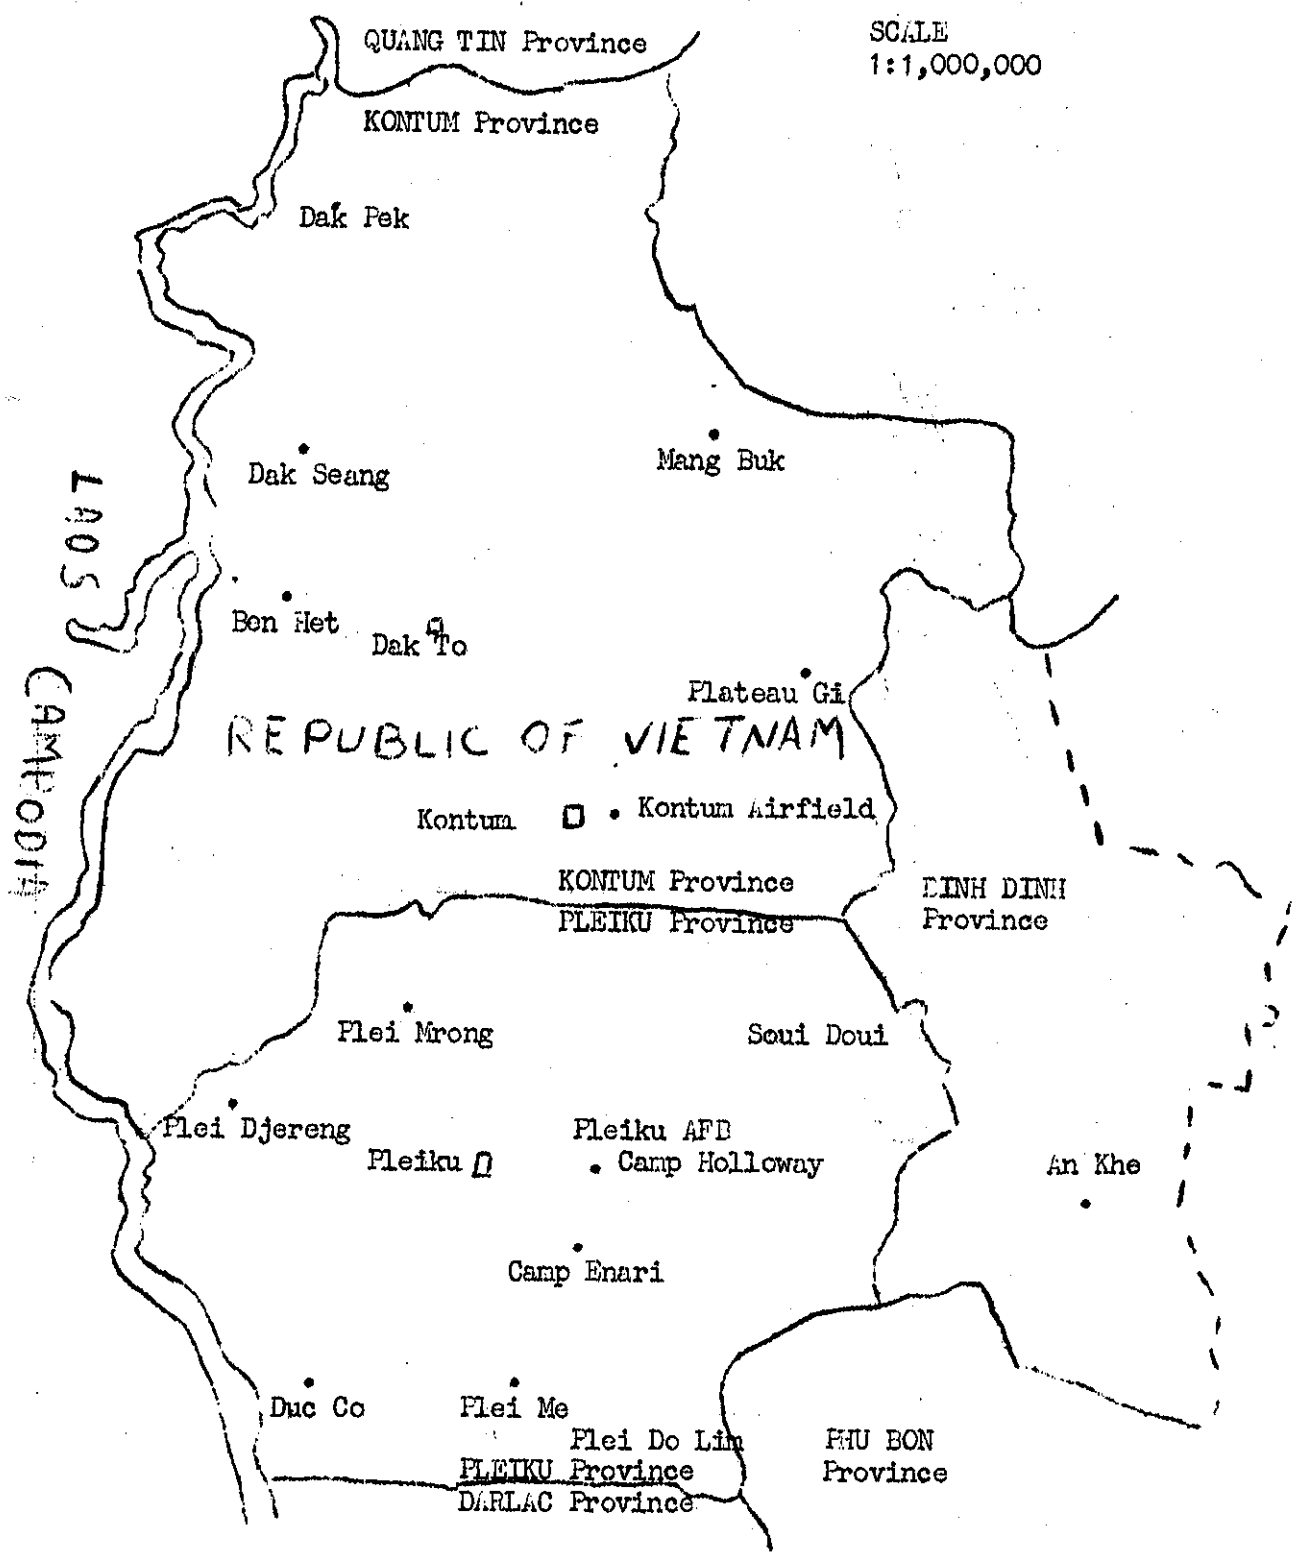 QUANG TIN Province
SCALE
1:1,000,000
KONTUM Province
Dak Pek
Dak Seang
Mang Buk
LAOS
Ben Het
Dak To
Plateau Gi
CAMBODIA
REPUBLIC OF VIETNAM
Kontum
Kontum Airfield
KONTUM Province
PLEIKU Province
BINH DINH
Province
Plei Mrong
Soui Doui
Plei Djereng
Pleiku AFB
Pleiku
Camp Holloway
An Khe
Camp Enari
Duc Co
Plei Me
Plei Do Lim
PHU BON
Province
PLEIKU Province
DARLAC Province